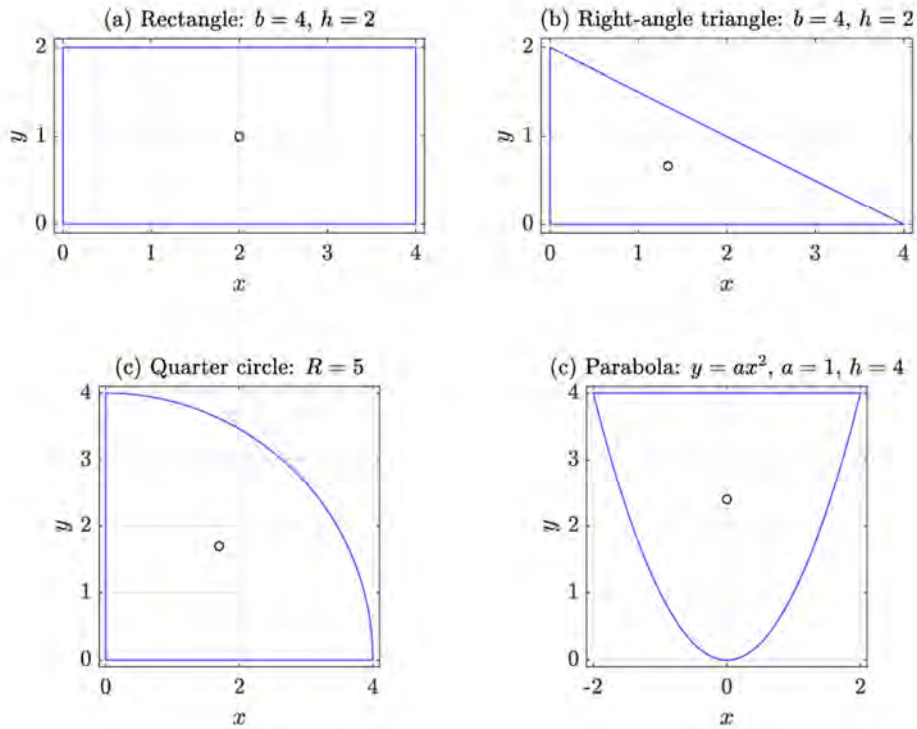 (a) Rectangle: b = 4, h = 2
2
1
0
y
0 1 2 3 4
x
(b) Right-angle triangle: b = 4, h = 2
2
1
0
y
0 1 2 3 4
x
(c) Quarter circle: R = 5
4
3
2
1
0
y
0 2 4
x
(c) Parabola: y = ax², a = 1, h = 4
4
3
2
1
0
y
-2 0 2
x